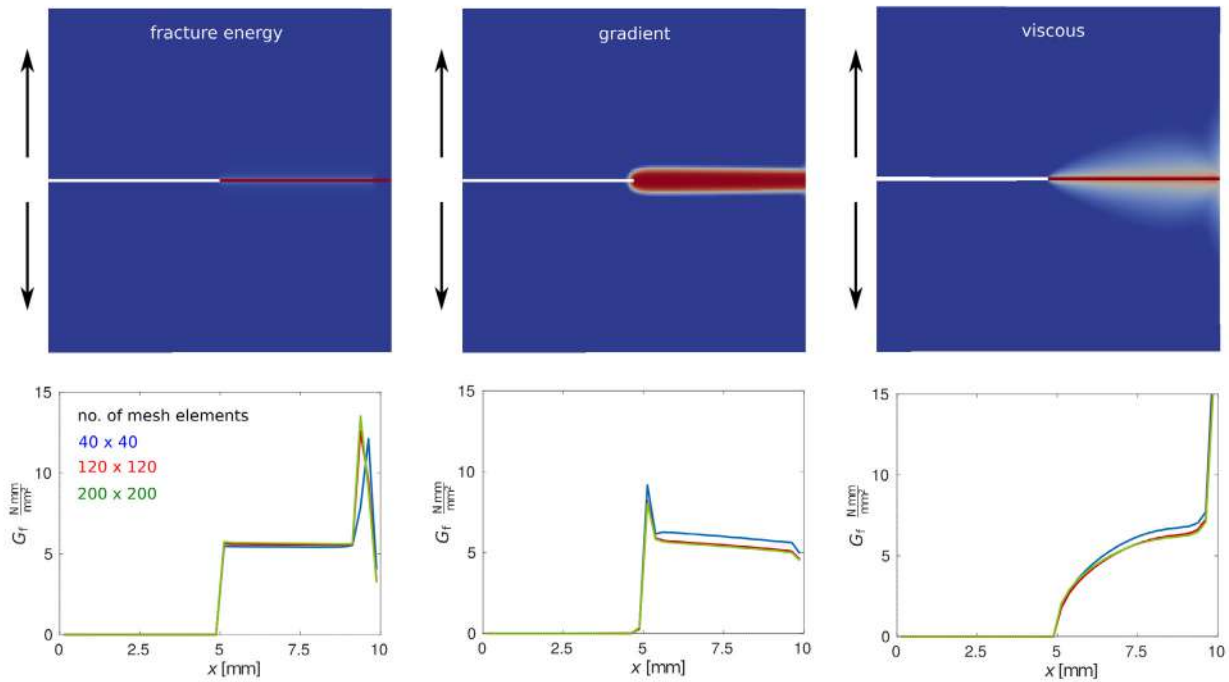 fracture energy
gradient
viscous
15
10
5
0
G_f N mm/mm²
no. of mesh elements
40 x 40
120 x 120
200 x 200
0 2.5 5 7.5 10
x [mm]
15
10
5
0
G_f N mm/mm²
0 2.5 5 7.5 10
x [mm]
15
10
5
0
G_f N mm/mm²
0 2.5 5 7.5 10
x [mm]